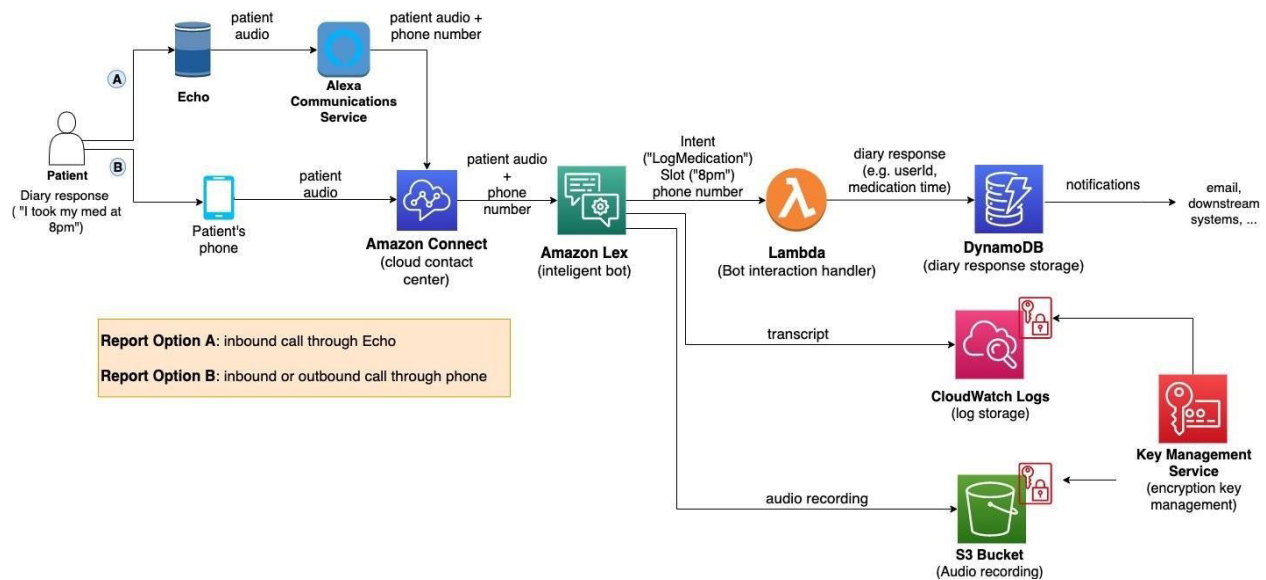 patient
audio
patient audio +
phone number
A
Echo
Alexa
Communications
Service
B
Patient
Diary response
( "I took my med at
8pm")
Patient's
phone
patient
audio
Amazon Connect
(cloud contact
center)
patient audio
+
phone
number
Amazon Lex
(inteligent bot)
Intent
("LogMedication")
Slot ("8pm")
phone number
Lambda
(Bot interaction handler)
diary response
(e.g. userId,
medication time)
DynamoDB
(diary response storage)
notifications
email,
downstream
systems, ...
Report Option A: inbound call through Echo
Report Option B: inbound or outbound call through phone
transcript
CloudWatch Logs
(log storage)
Key Management
Service
(encryption key
management)
audio recording
S3 Bucket
(Audio recording)